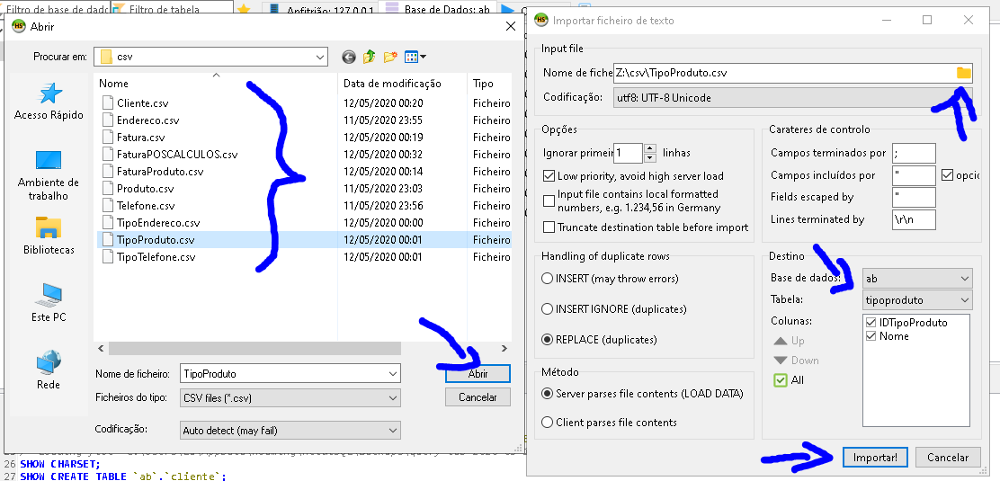 Filtro de base de dado
Filtro de tabela
Anfitrião: 127.0.0.1
Base de Dados: ab
Abrir
Procurar em:
csv
Acesso Rápido
Ambiente de
trabalho
Bibliotecas
Este PC
Rede
Nome
Data de modificação
Tipo
Cliente.csv
12/05/2020 00:20
Ficheiro
Endereco.csv
11/05/2020 23:55
Ficheiro
Fatura.csv
12/05/2020 00:19
Ficheiro
FaturaPOSCALCULOS.csv
12/05/2020 00:32
Ficheiro
FaturaProduto.csv
12/05/2020 00:14
Ficheiro
Produto.csv
11/05/2020 23:03
Ficheiro
Telefone.csv
11/05/2020 23:56
Ficheiro
TipoEndereco.csv
12/05/2020 00:00
Ficheiro
TipoProduto.csv
12/05/2020 00:01
Ficheiro
TipoTelefone.csv
12/05/2020 00:01
Ficheiro
Nome de ficheiro:
TipoProduto
Abrir
Ficheiros do tipo:
CSV files (*.csv)
Cancelar
Codificação:
Auto detect (may fail)
26 SHOW CHARSET;
27 SHOW CREATE TABLE `ab`.`cliente`;
Importar ficheiro de texto
Input file
Nome de fiche
Z:\csv\TipoProduto.csv
Codificação:
utf8: UTF-8 Unicode
Opções
Ignorar primeir
1
linhas
Low priority, avoid high server load
Input file contains local formatted
numbers, e.g. 1.234,56 in Germany
Truncate destination table before import
Carateres de controlo
Campos terminados por
;
Campos incluídos por
"
opcio
Fields escaped by
"
Lines terminated by
\r\n
Handling of duplicate rows
INSERT (may throw errors)
INSERT IGNORE (duplicates)
REPLACE (duplicates)
Método
Server parses file contents (LOAD DATA)
Client parses file contents
Destino
Base de dados:
ab
Tabela:
tipoproduto
Colunas:
IDTipoProduto
Nome
Up
Down
All
Importar!
Cancelar